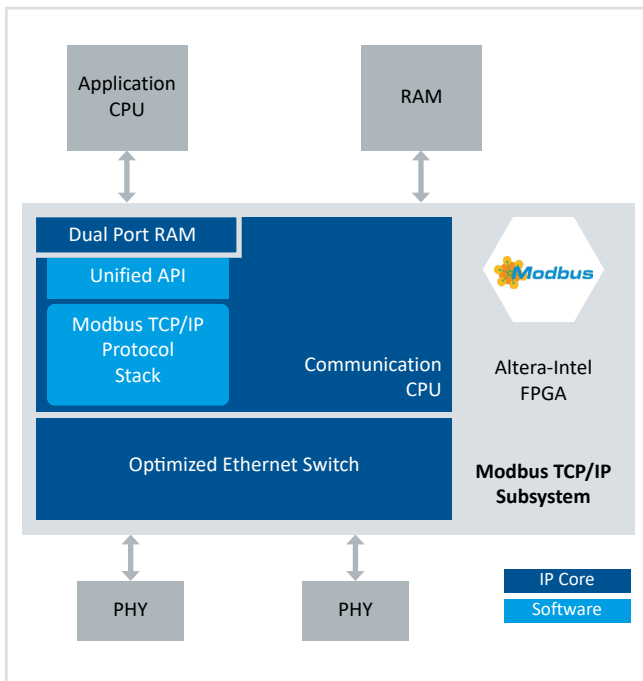 Application
CPU
RAM
Dual Port RAM
Unified API
Modbus TCP/IP
Protocol
Stack
Communication
CPU
Modbus
Altera-Intel
FPGA
Optimized Ethernet Switch
Modbus TCP/IP
Subsystem
PHY
PHY
IP Core
Software